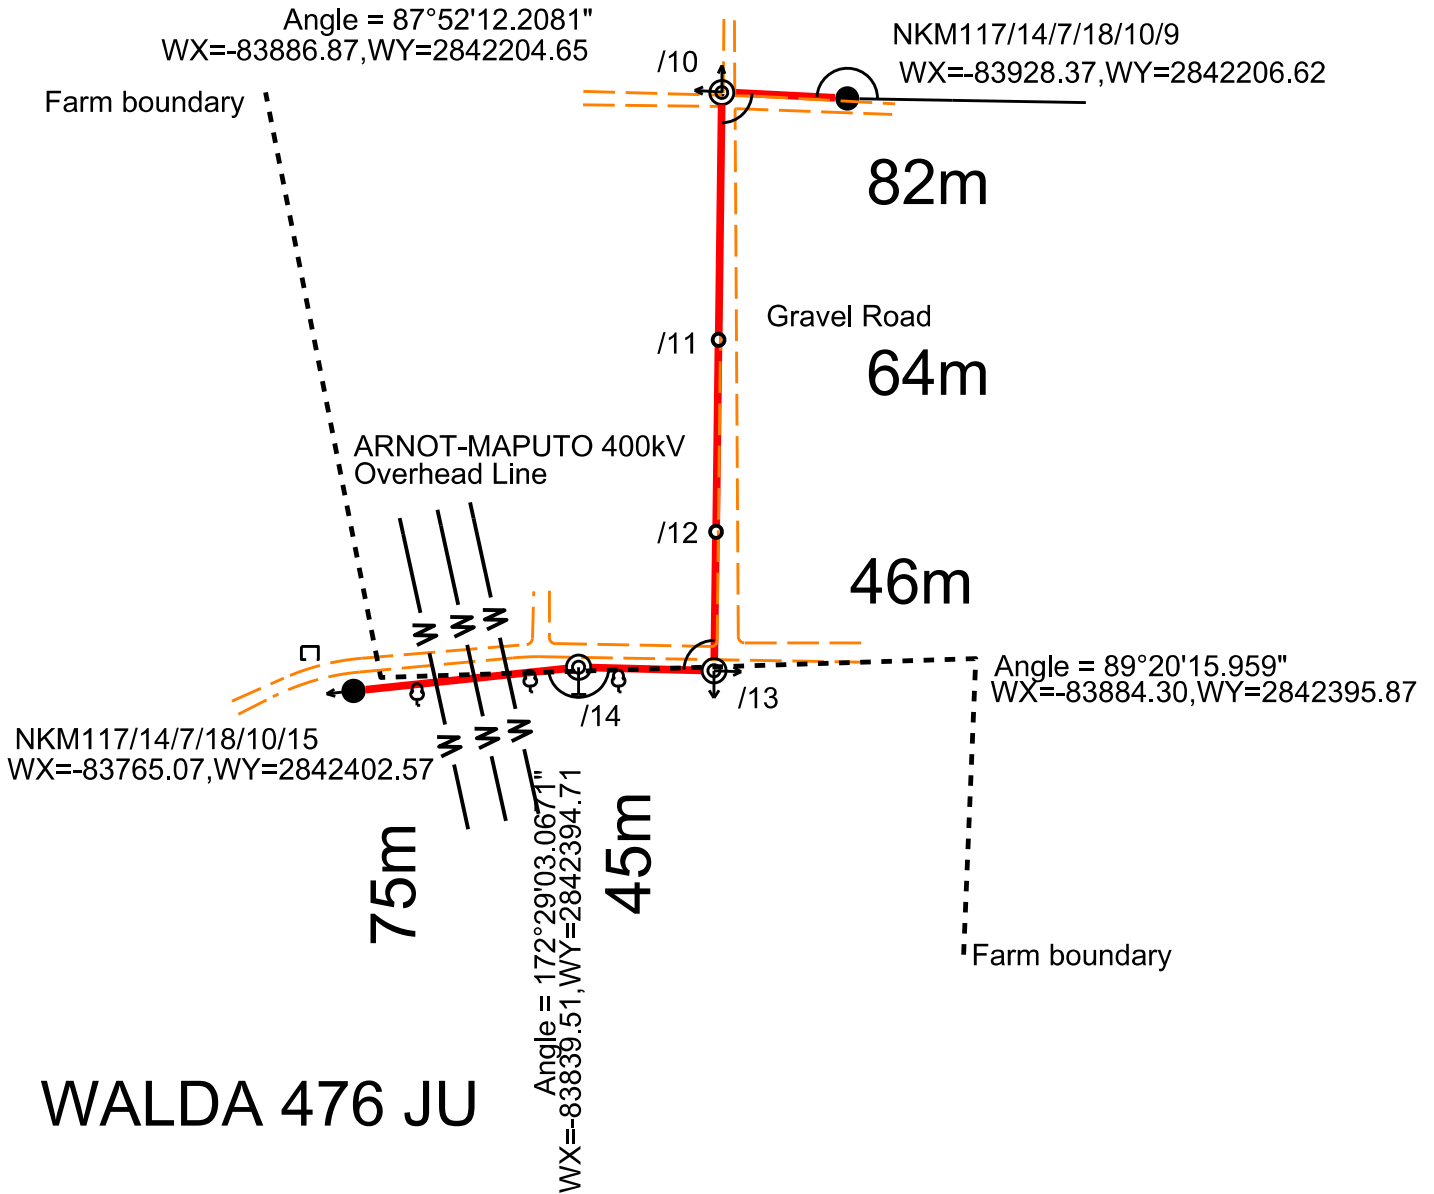 Angle = 87°52'12.2081"
WX=-83886.87,WY=2842204.65
NKM117/14/7/18/10/9
WX=-83928.37,WY=2842206.62
/10
Farm boundary
82m
Gravel Road
/11
64m
ARNOT-MAPUTO 400kV
Overhead Line
/12
46m
Angle = 89°20'15.959"
WX=-83884.30,WY=2842395.87
/13
/14
NKM117/14/7/18/10/15
WX=-83765.07,WY=2842402.57
75m
Angle = 172°29'03.0671"
WX=-83839.51,WY=2842394.71
45m
Farm boundary
WALDA 476 JU